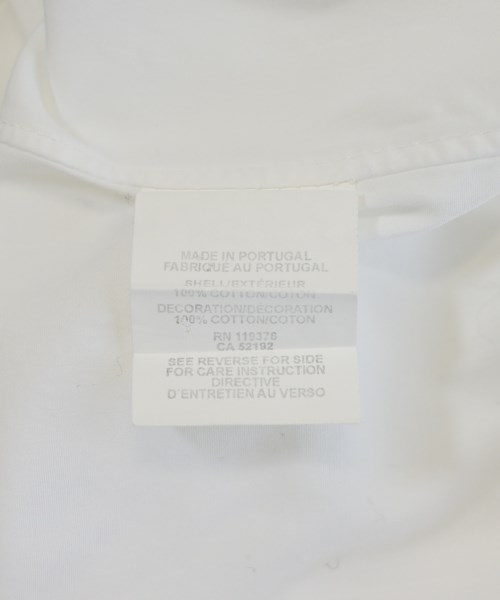 MADE IN PORTUGAL
FABRIQUE AU PORTUGAL
SHELL/EXTÉRIEUR
100% COTTON/COTON
DECORATION/DÉCORATION
100% COTTON/COTON
RN 119376
CA 52192
SEE REVERSE FOR SIDE
FOR CARE INSTRUCTION
DIRECTIVE
D'ENTRETIEN AU VERSO